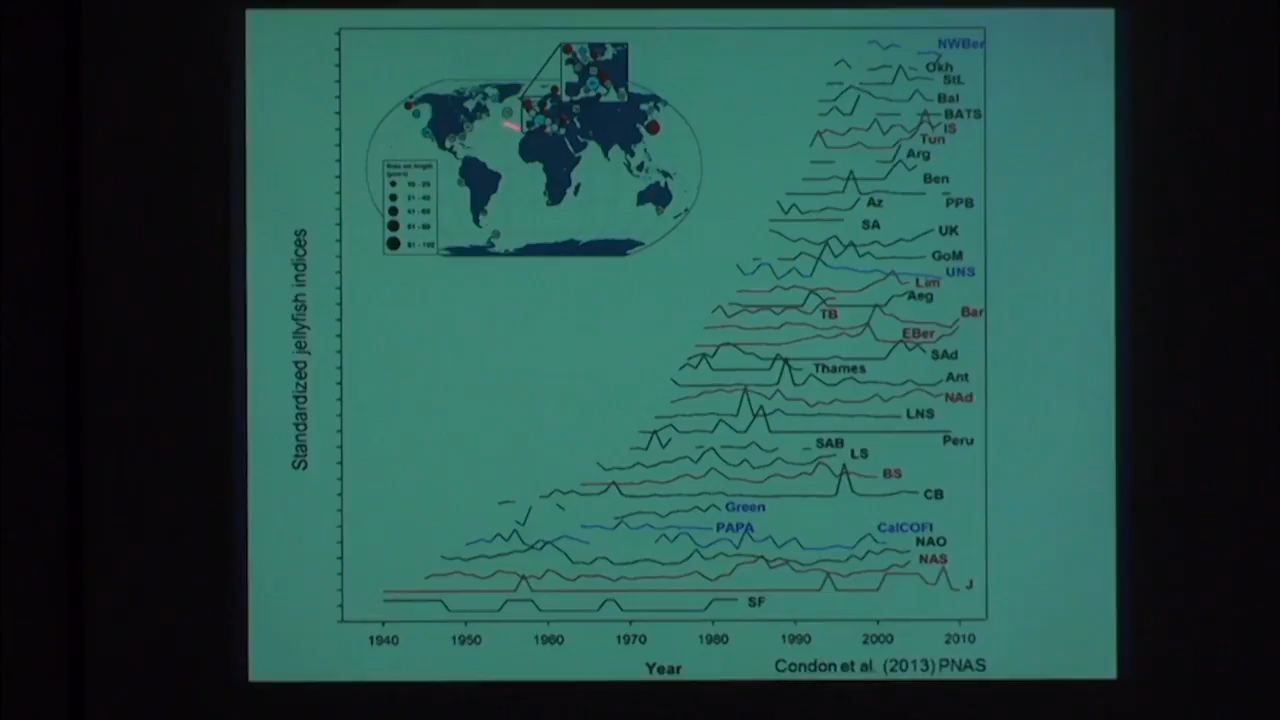 NWBer
Okh
StL
Bal
BATS
IS
Tun
Arg
Ben
Az
PPB
SA
UK
GoM
UNS
Lim
Aeg
TB
Bar
EBer
SAd
Thames
Ant
NAd
LNS
Peru
SAB
LS
BS
CB
Green
PAPA
CalCOFI
NAO
NAS
J
SF
Standardized jellyfish indices
1940 1950 1960 1970 1980 1990 2000 2010
Year
Condon et al. (2013) PNAS